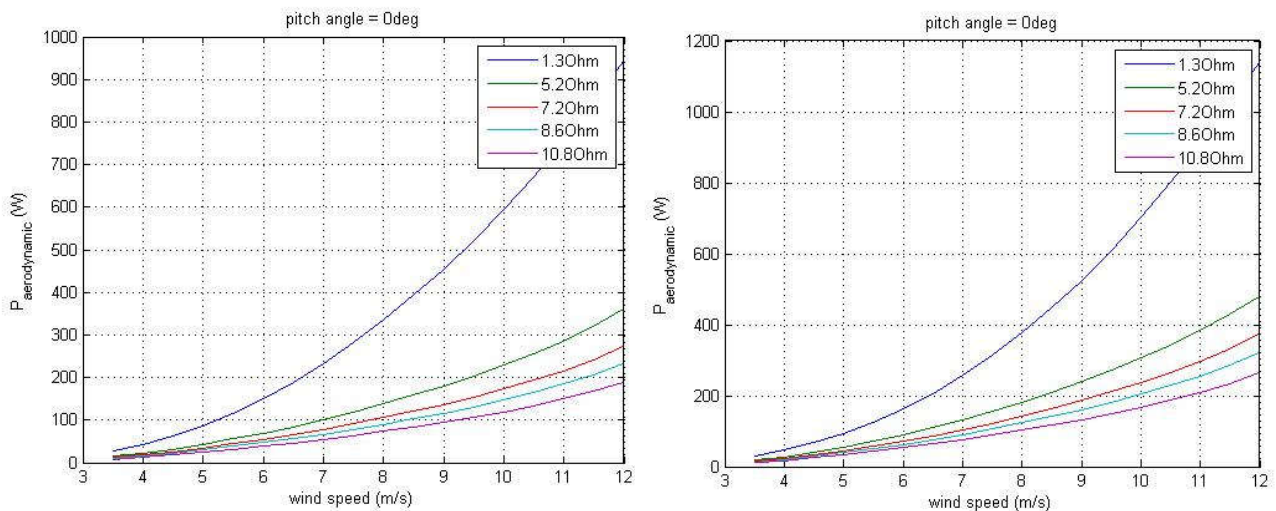 pitch angle = 0deg
1000
900
800
700
600
500
400
300
200
100
0
P aerodynamic (W)
1.3Ohm
5.2Ohm
7.2Ohm
8.6Ohm
10.8Ohm
3 4 5 6 7 8 9 10 11 12
wind speed (m/s)
pitch angle = 0deg
1200
1000
800
600
400
200
0
P aerodynamic (W)
1.3Ohm
5.2Ohm
7.2Ohm
8.6Ohm
10.8Ohm
3 4 5 6 7 8 9 10 11 12
wind speed (m/s)